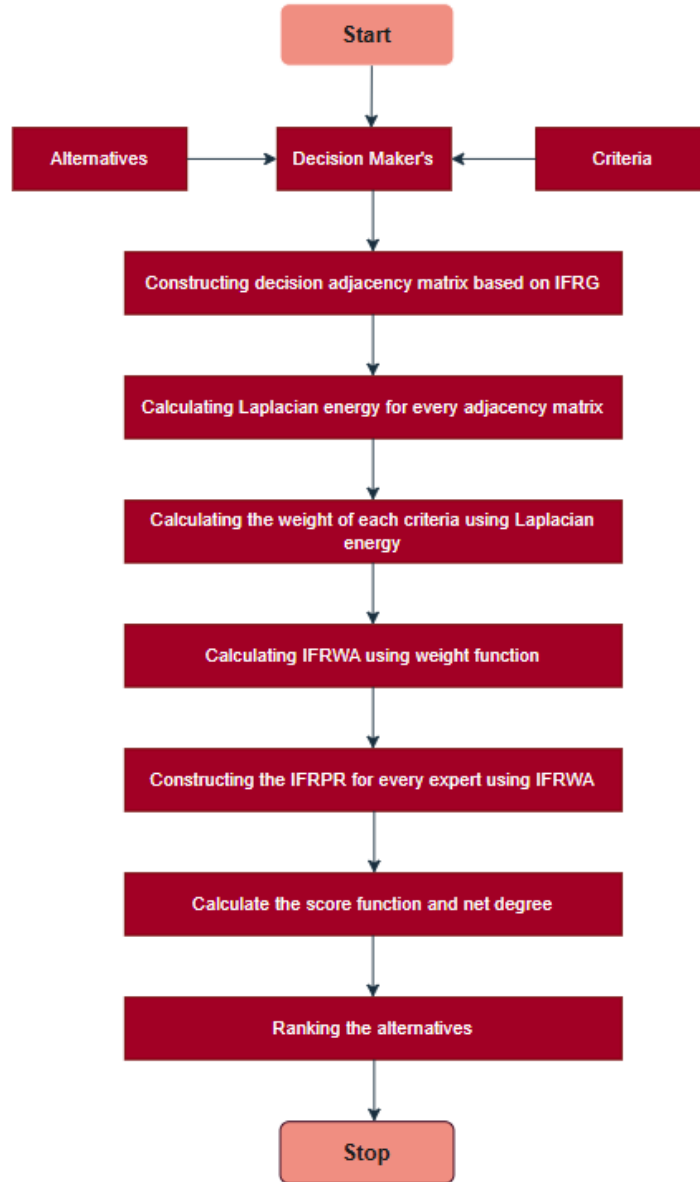 Start
Alternatives
Decision Maker's
Criteria
Constructing decision adjacency matrix based on IFRG
Calculating Laplacian energy for every adjacency matrix
Calculating the weight of each criteria using Laplacian
energy
Calculating IFRWA using weight function
Constructing the IFRPR for every expert using IFRWA
Calculate the score function and net degree
Ranking the alternatives
Stop